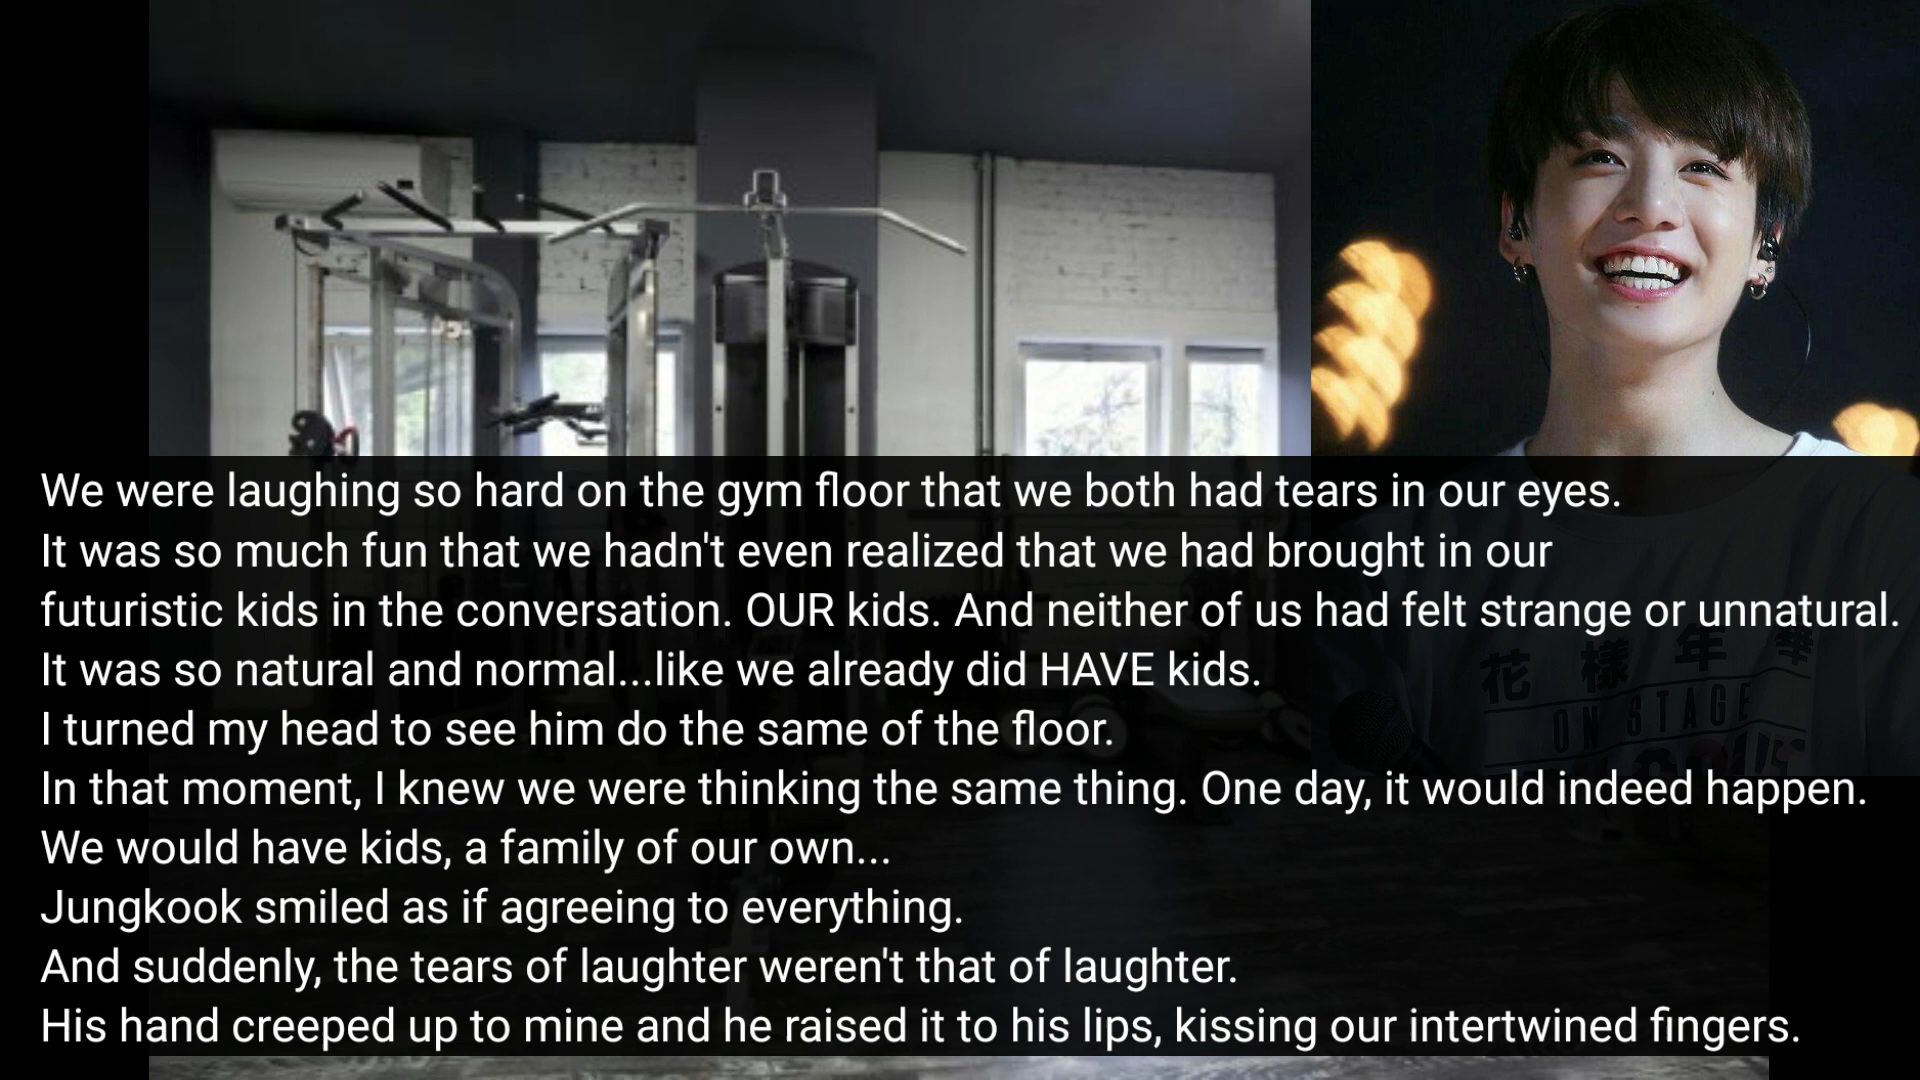 We were laughing so hard on the gym floor that we both had tears in our eyes.
It was so much fun that we hadn't even realized that we had brought in our
futuristic kids in the conversation. OUR kids. And neither of us had felt strange or unnatural.
It was so natural and normal...like we already did HAVE kids.
I turned my head to see him do the same of the floor.
In that moment, I knew we were thinking the same thing. One day, it would indeed happen.
We would have kids, a family of our own...
Jungkook smiled as if agreeing to everything.
And suddenly, the tears of laughter weren't that of laughter.
His hand creeped up to mine and he raised it to his lips, kissing our intertwined fingers.
花樣年華
ON STAGE